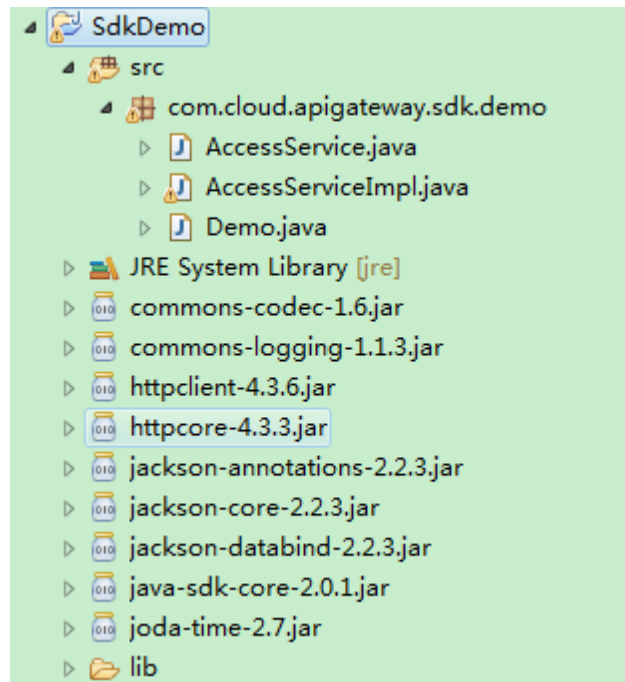 SdkDemo
src
com.cloud.apigateway.sdk.demo
AccessService.java
AccessServiceImpl.java
Demo.java
JRE System Library [jre]
commons-codec-1.6.jar
commons-logging-1.1.3.jar
httpclient-4.3.6.jar
httpcore-4.3.3.jar
jackson-annotations-2.2.3.jar
jackson-core-2.2.3.jar
jackson-databind-2.2.3.jar
java-sdk-core-2.0.1.jar
joda-time-2.7.jar
lib